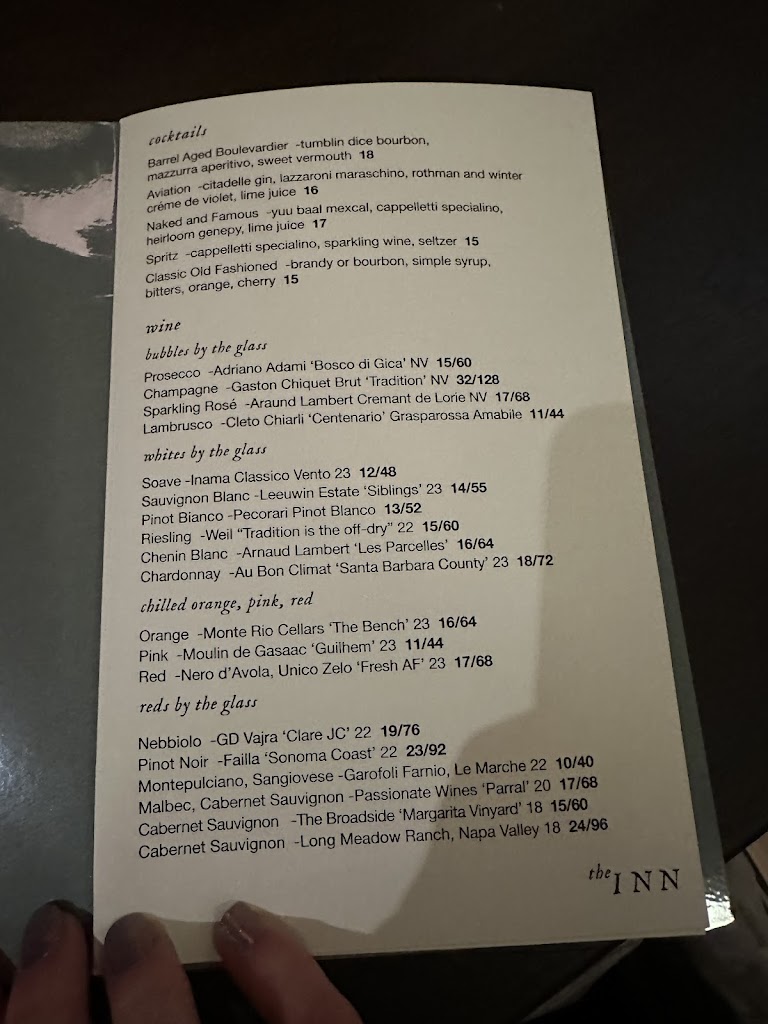 cocktails
Barrel Aged Boulevardier -tumblin dice bourbon,
mazzurra aperitivo, sweet vermouth 18
Aviation -citadelle gin, lazzaroni maraschino, rothman and winter
créme de violet, lime juice 16
Naked and Famous -yuu baal mexcal, cappelletti specialino,
heirloom genepy, lime juice 17
Spritz -cappelletti specialino, sparkling wine, seltzer 15
Classic Old Fashioned -brandy or bourbon, simple syrup,
bitters, orange, cherry 15
wine
bubbles by the glass
Prosecco -Adriano Adami ‘Bosco di Gica’ NV 15/60
Champagne -Gaston Chiquet Brut ‘Tradition’ NV 32/128
Sparkling Rosé -Araund Lambert Cremant de Lorie NV 17/68
Lambrusco -Cleto Chiarli ‘Centenario’ Grasparossa Amabile 11/44
whites by the glass
Soave -Inama Classico Vento 23 12/48
Sauvignon Blanc -Leeuwin Estate ‘Siblings’ 23 14/55
Pinot Bianco -Pecorari Pinot Blanco 13/52
Riesling -Weil “Tradition is the off-dry” 22 15/60
Chenin Blanc -Arnaud Lambert ‘Les Parcelles’ 16/64
Chardonnay -Au Bon Climat ‘Santa Barbara County’ 23 18/72
chilled orange, pink, red
Orange -Monte Rio Cellars ‘The Bench’ 23 16/64
Pink -Moulin de Gasaac ‘Guilhem’ 23 11/44
Red -Nero d’Avola, Unico Zelo ‘Fresh AF’ 23 17/68
reds by the glass
Nebbiolo -GD Vajra ‘Clare JC’ 22 19/76
Pinot Noir -Failla ‘Sonoma Coast’ 22 23/92
Montepulciano, Sangiovese -Garofoli Farnio, Le Marche 22 10/40
Malbec, Cabernet Sauvignon -Passionate Wines ‘Parral’ 20 17/68
Cabernet Sauvignon -The Broadside ‘Margarita Vinyard’ 18 15/60
Cabernet Sauvignon -Long Meadow Ranch, Napa Valley 18 24/96
the INN